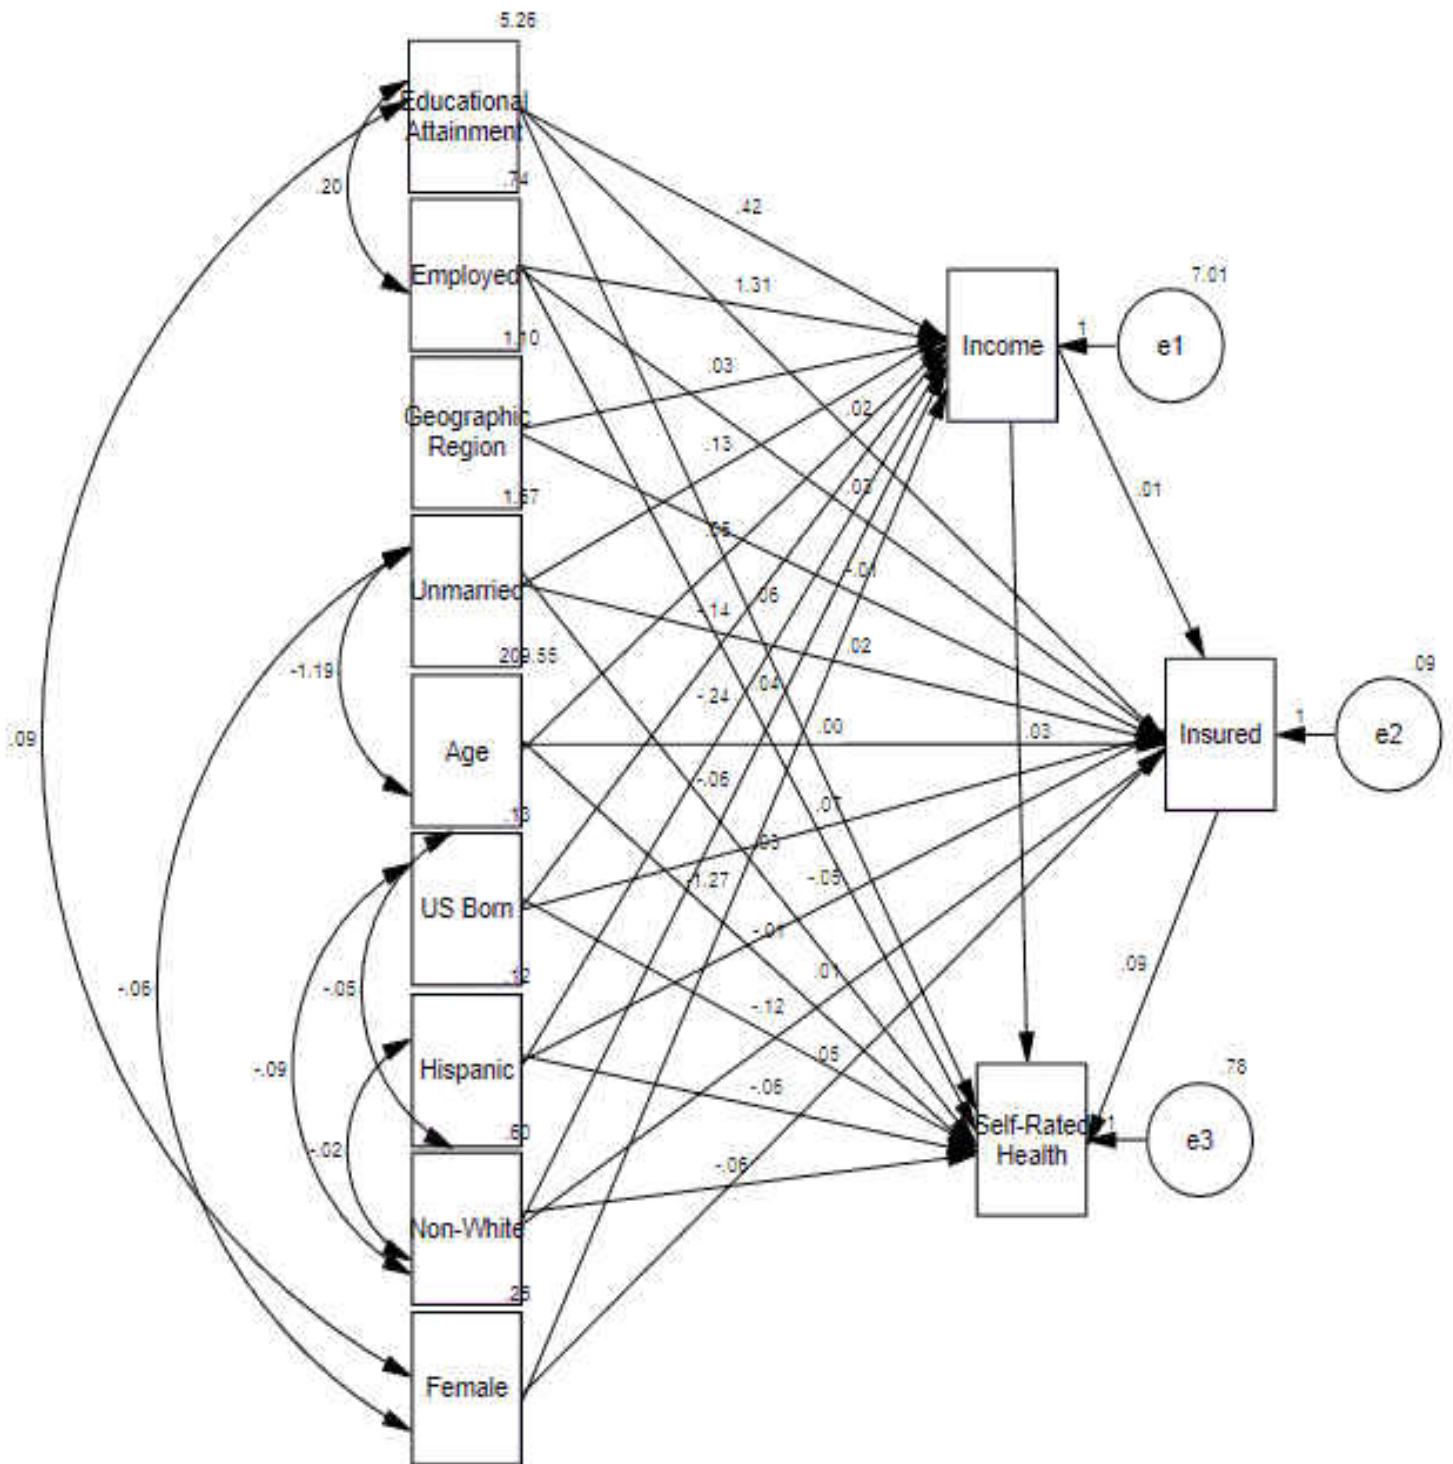 5.26
Educational
Attainment
.74
.20
.42
Employed
1.10
1.31
7.01
Income
1
e1
.03
Geographic
Region
1.67
.02
.13
.03
.01
Unmarried
209.55
-1.19
-.01
.06
-.14
.02
.09
1
Insured
e2
.09
-.24
.04
.00
.03
Age
.13
-.06
.07
.03
-1.27
-.05
US Born
.12
-.01
.01
.09
-.06
-.05
-.12
Hispanic
.60
-.09
.05
-.06
.78
-.02
-.06
Self-Rated
Health
1
e3
Non-White
.25
Female